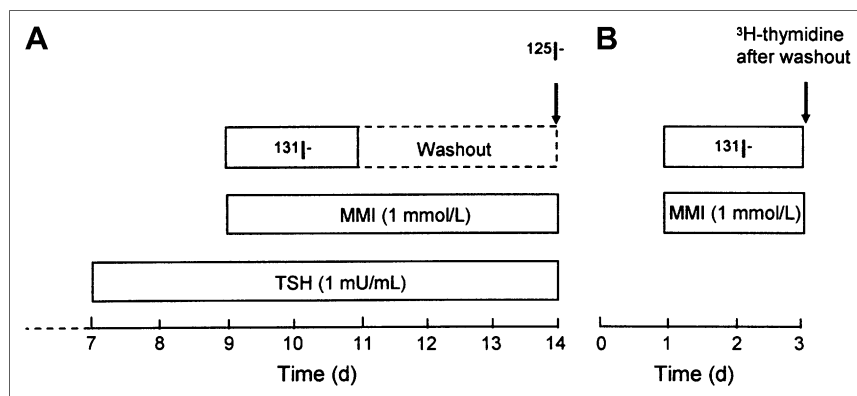 A
125I-
131I-
Washout
MMI (1 mmol/L)
TSH (1 mU/mL)
7 8 9 10 11 12 13 14
Time (d)
B
3H-thymidine
after washout
131I-
MMI (1 mmol/L)
0 1 2 3
Time (d)